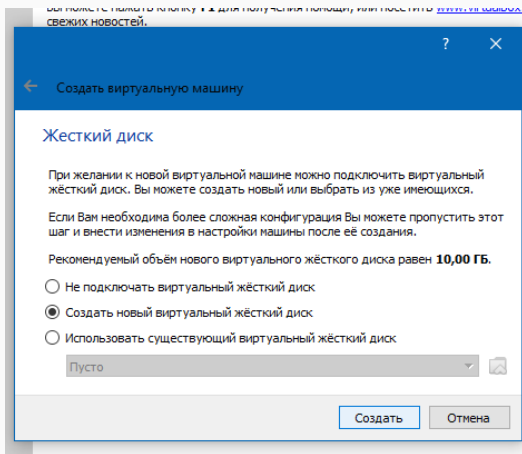 вы можете нажать кнопку F1 для получения помощи, или посетить www.virtualbox
свежих новостей.
?
Создать виртуальную машину
Жесткий диск
При желании к новой виртуальной машине можно подключить виртуальный
жёсткий диск. Вы можете создать новый или выбрать из уже имеющихся.
Если Вам необходима более сложная конфигурация Вы можете пропустить этот
шаг и внести изменения в настройки машины после её создания.
Рекомендуемый объём нового виртуального жёсткого диска равен 10,00 ГБ.
Не подключать виртуальный жёсткий диск
Создать новый виртуальный жёсткий диск
Использовать существующий виртуальный жёсткий диск
Пусто
Создать Отмена